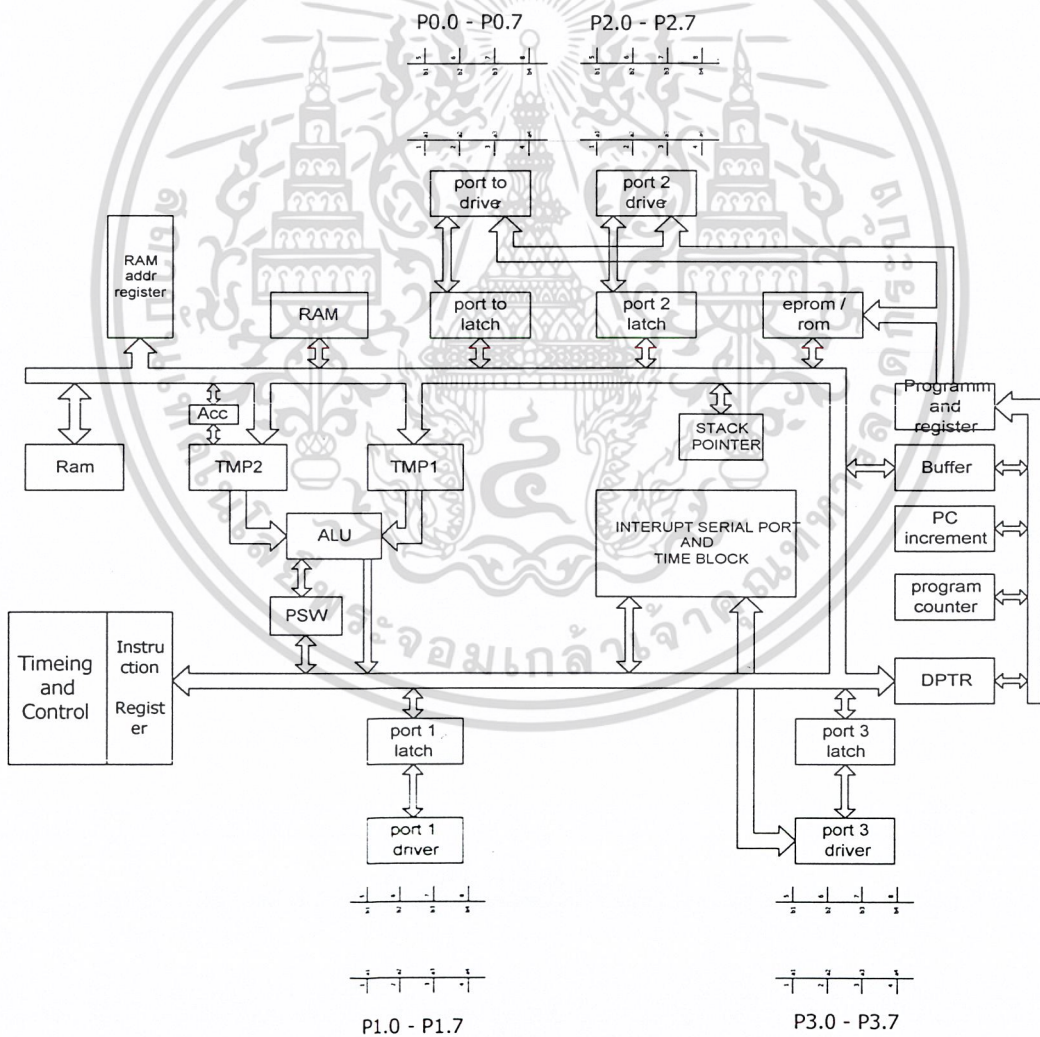 P0.0 - P0.7
P2.0 - P2.7
port to
drive
port 2
drive
RAM
addr
register
RAM
port to
latch
port 2
latch
eprom /
rom
Acc
STACK
POINTER
Programm
and
register
Ram
TMP2
TMP1
Buffer
ALU
INTERUPT SERIAL PORT
AND
TIME BLOCK
PC
increment
PSW
program
counter
Timeing
and
Control
Instru
ction
Regist
er
DPTR
port 1
latch
port 3
latch
port 1
driver
port 3
driver
P1.0 - P1.7
P3.0 - P3.7